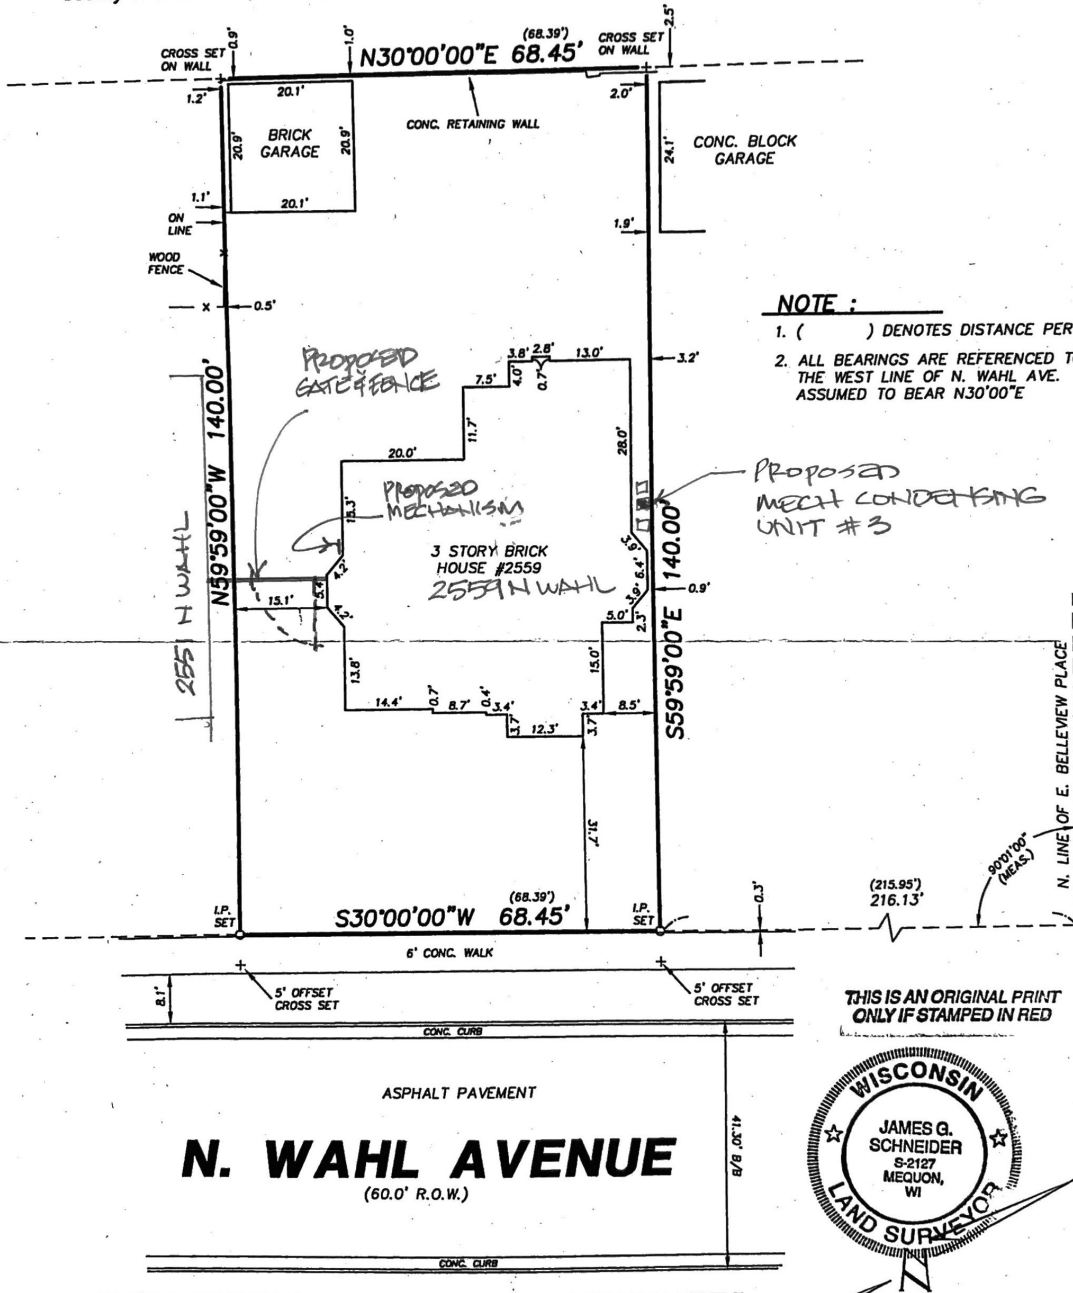 0.9'
1.0'
(68.39')
2.5'
CROSS SET
ON WALL
N30°00'00"E 68.45'
CROSS SET
ON WALL
1.2'
20.1'
2.0'
CONC. RETAINING WALL
BRICK
GARAGE
20.9'
20.9'
24.1'
CONC. BLOCK
GARAGE
1.1'
20.1'
ON
LINE
1.9'
WOOD
FENCE
x
x
0.5'
NOTE :
1. ( ) DENOTES DISTANCE PER
2. ALL BEARINGS ARE REFERENCED TO
THE WEST LINE OF N. WAHL AVE.
ASSUMED TO BEAR N30°00"E
PROPOSED
GATE & FENCE
3.8'
2.8'
13.0'
4.0'
0.7'
7.5'
3.2'
N59°59'00"W 140.00'
11.7'
28.0'
20.0'
PROPOSED
MECHANISM
15.3'
PROPOSED
MECH CONDENSING
UNIT #3
2551 N WAHL
3 STORY BRICK
HOUSE #2559
2559 N WAHL
3.9'
6.4'
3.9'
0.9'
4.2'
5.4'
4.2'
15.1'
5.0'
2.3'
S59°59'00"E 140.00'
13.8'
15.0'
14.4'
0.7'
8.7'
0.4'
3.4'
3.7'
12.3'
3.4'
3.7'
8.5'
31.7'
N. LINE OF E. BELLEVIEW PLACE
90°01'00"
(MEAS.)
I.P.
SET
(68.39')
S30°00'00"W 68.45'
I.P.
SET
0.3'
(215.95')
216.13'
6' CONC. WALK
8.1'
5' OFFSET
CROSS SET
5' OFFSET
CROSS SET
THIS IS AN ORIGINAL PRINT
ONLY IF STAMPED IN RED
CONC. CURB
ASPHALT PAVEMENT
41.30' B/B
N. WAHL AVENUE
(60.0' R.O.W.)
CONC. CURB
WISCONSIN
JAMES G.
SCHNEIDER
S-2127
MEQUON,
WI
LAND SURVEYOR